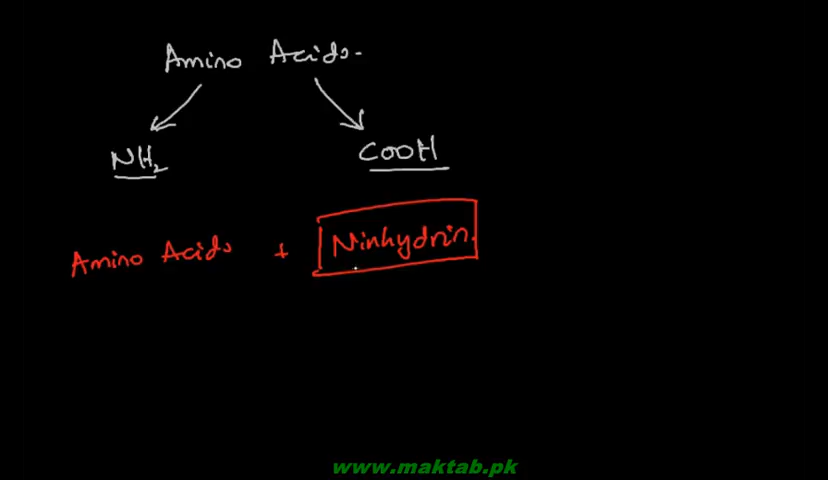 Amino Acids.
NH₂ COOH
Amino Acids + Ninhydrin.
www.maktab.pk